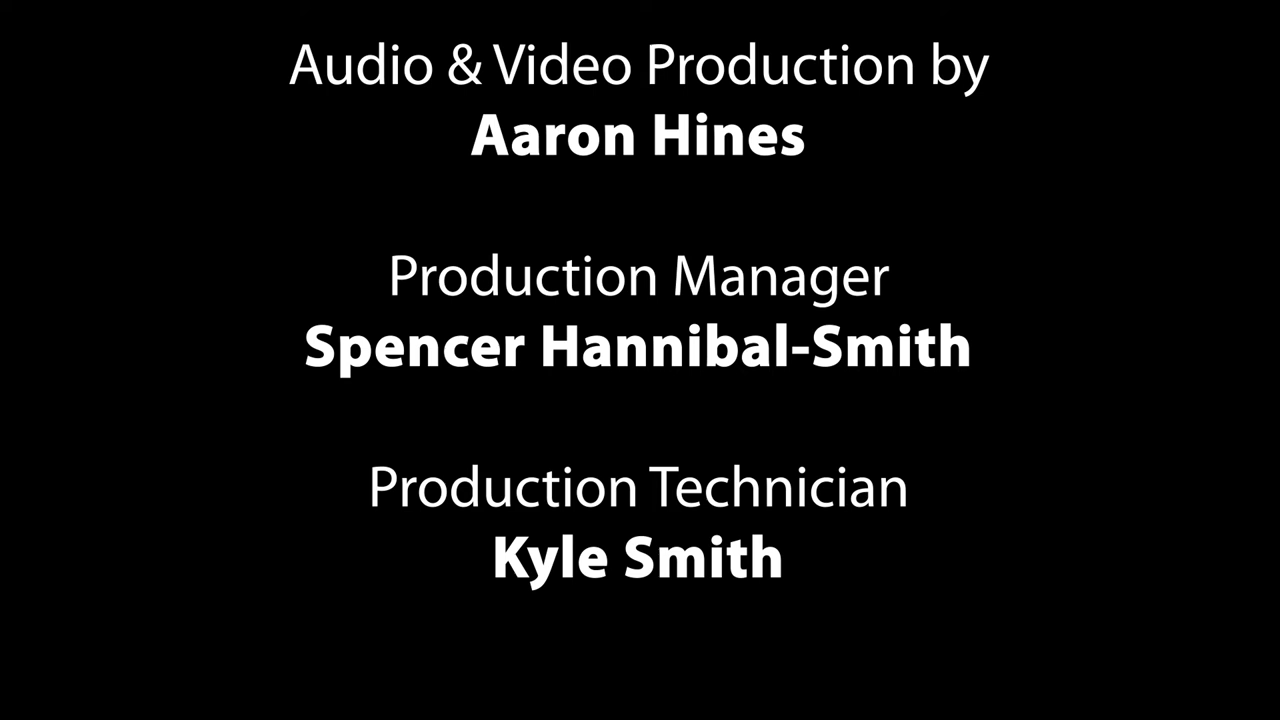 Audio & Video Production by
Aaron Hines
Production Manager
Spencer Hannibal-Smith
Production Technician
Kyle Smith